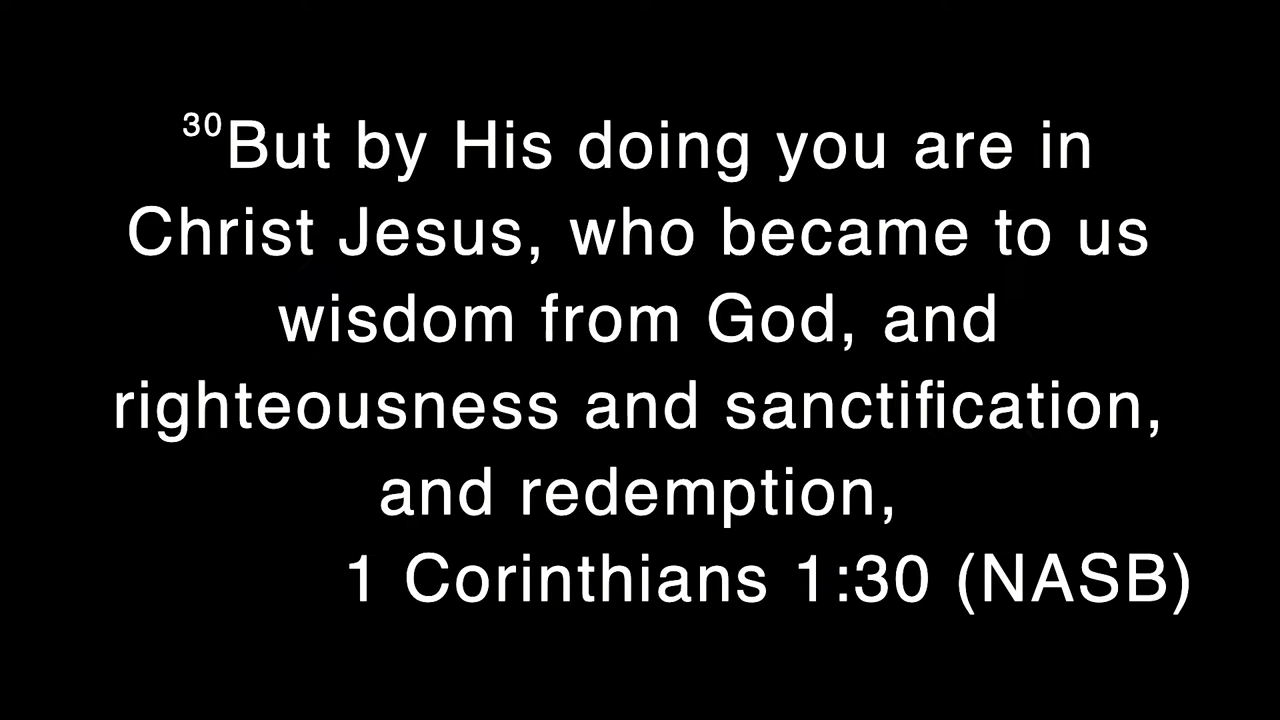 30But by His doing you are in
Christ Jesus, who became to us
wisdom from God, and
righteousness and sanctification,
and redemption,
1 Corinthians 1:30 (NASB)